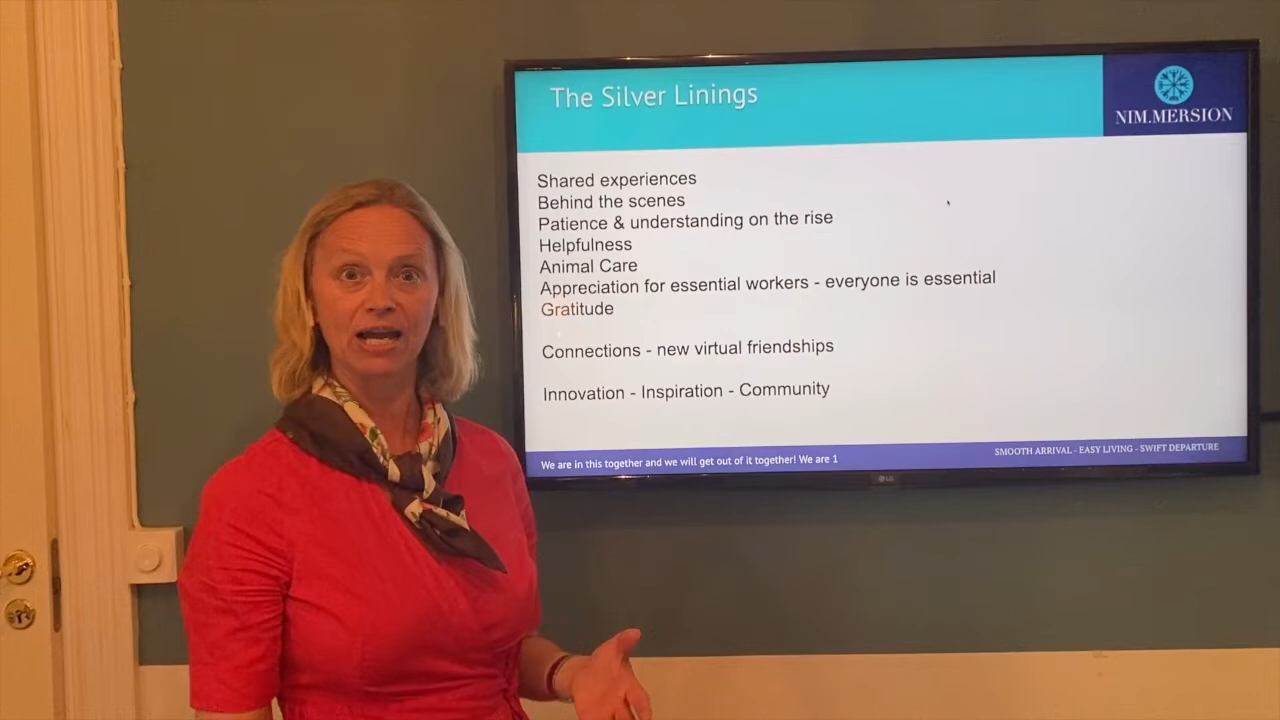 The Silver Linings
NIM.MERSION
Shared experiences
Behind the scenes
Patience & understanding on the rise
Helpfulness
Animal Care
Appreciation for essential workers - everyone is essential
Gratitude
Connections - new virtual friendships
Innovation - Inspiration - Community
We are in this together and we will get out of it together! We are 1
SMOOTH ARRIVAL - EASY LIVING - SWIFT DEPARTURE
LG